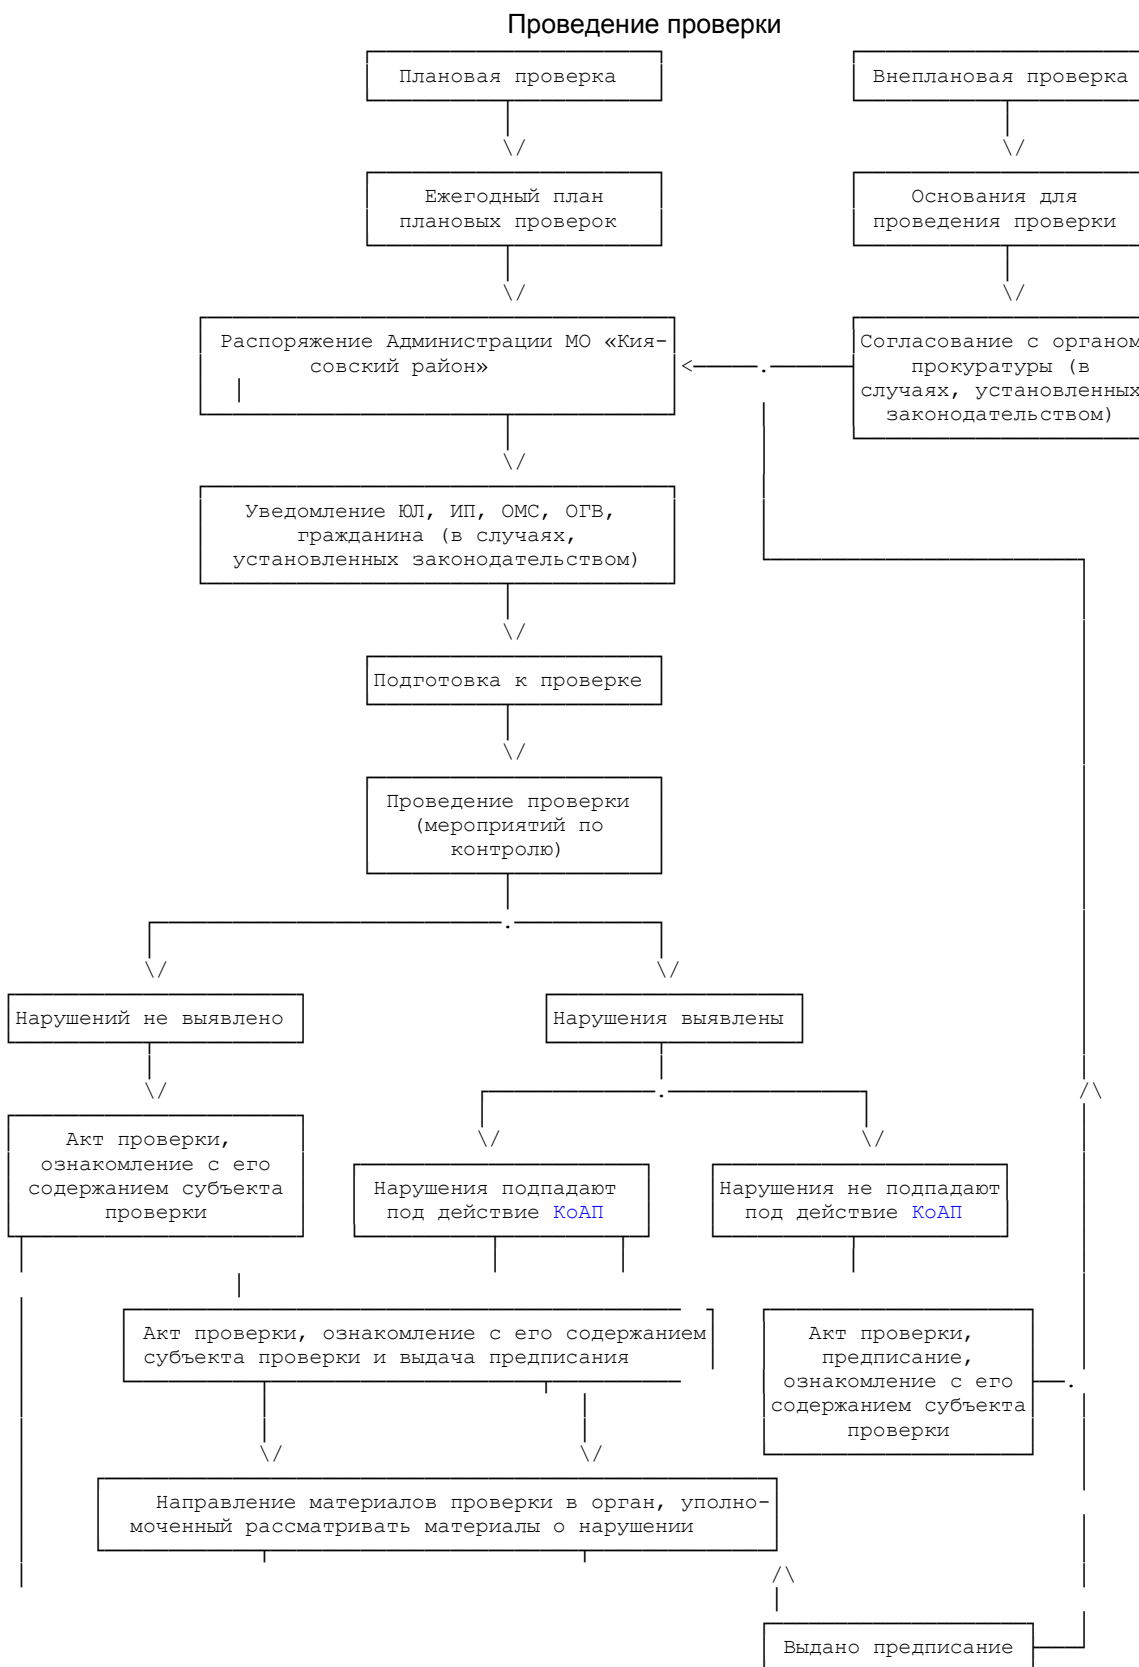 Проведение проверки
Плановая проверка
Внеплановая проверка
Ежегодный план
плановых проверок
Основания для
проведения проверки
Распоряжение Администрации МО «Кия-
совский район»
Согласование с органом
прокуратуры (в
случаях, установленных
законодательством)
Уведомление ЮЛ, ИП, ОМС, ОГВ,
гражданина (в случаях,
установленных законодательством)
Подготовка к проверке
Проведение проверки
(мероприятий по
контролю)
Нарушений не выявлено
Нарушения выявлены
Акт проверки,
ознакомление с его
содержанием субъекта
проверки
Нарушения подпадают
под действие КоАП
Нарушения не подпадают
под действие КоАП
Акт проверки, ознакомление с его содержанием
субъекта проверки и выдача предписания
Акт проверки,
предписание,
ознакомление с его
содержанием субъекта
проверки
Направление материалов проверки в орган, уполно-
моченный рассматривать материалы о нарушении
Выдано предписание